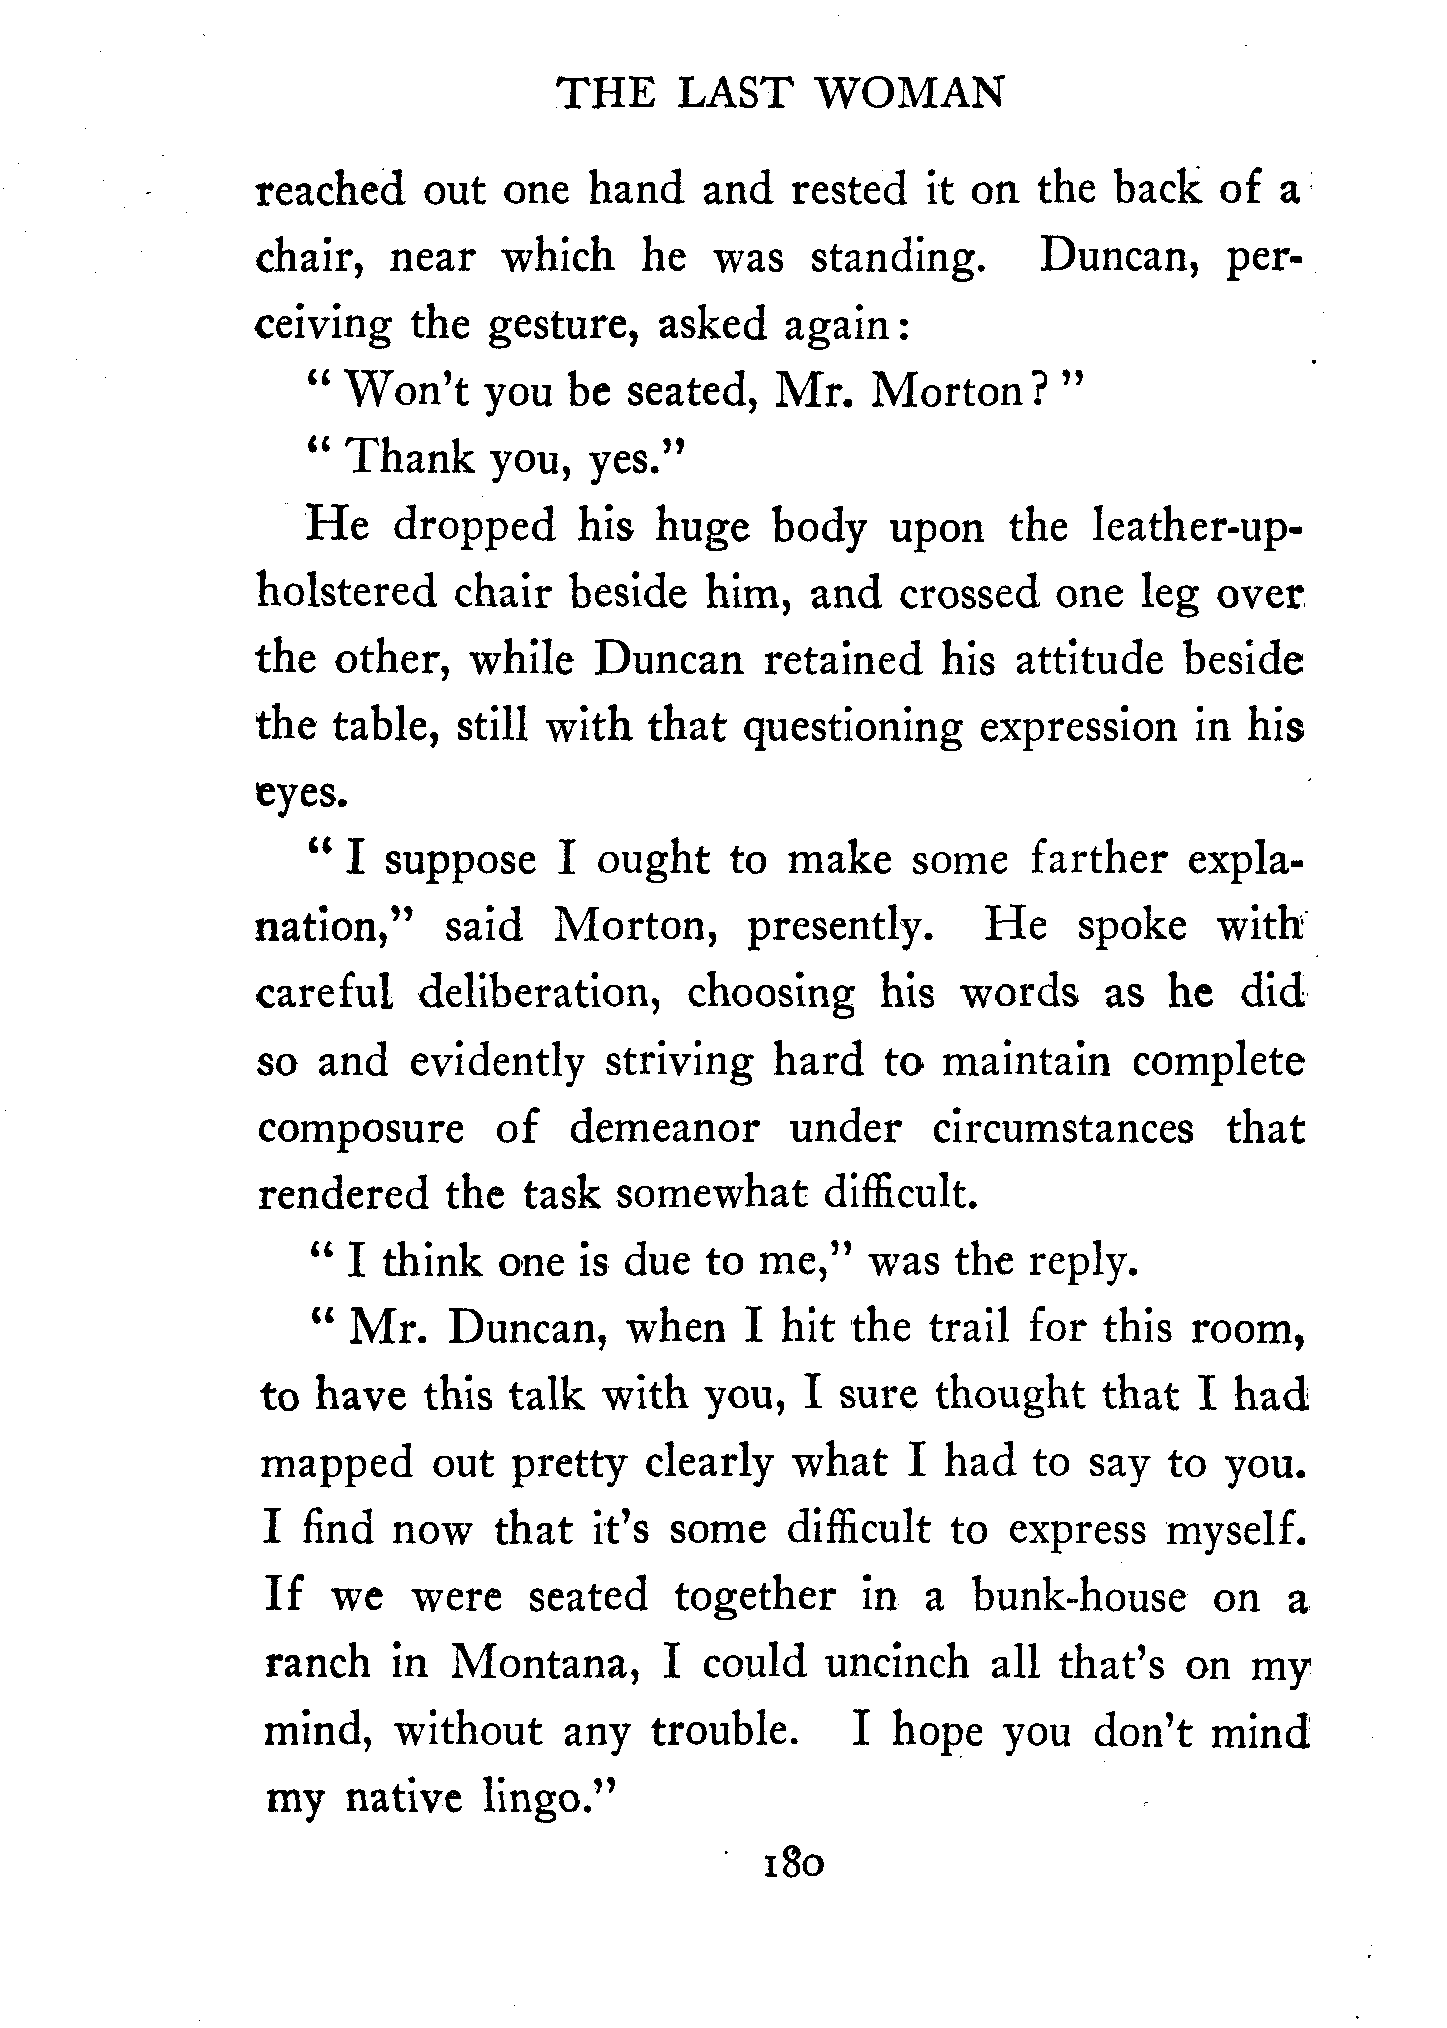 THE LAST WOMAN
reached out one hand and rested it on the back of a
chair, near which he was standing. Duncan, per-
ceiving the gesture, asked again:
“ Won't you be seated, Mr. Morton? ”
“ Thank you, yes.”
He dropped his huge body upon the leather-up-
holstered chair beside him, and crossed one leg over
the other, while Duncan retained his attitude beside
the table, still with that questioning expression in his
eyes.
“ I suppose I ought to make some farther expla-
nation,” said Morton, presently. He spoke with
careful deliberation, choosing his words as he did
so and evidently striving hard to maintain complete
composure of demeanor under circumstances that
rendered the task somewhat difficult.
“ I think one is due to me,” was the reply.
“ Mr. Duncan, when I hit the trail for this room,
to have this talk with you, I sure thought that I had
mapped out pretty clearly what I had to say to you.
I find now that it's some difficult to express myself.
If we were seated together in a bunk-house on a
ranch in Montana, I could uncinch all that's on my
mind, without any trouble. I hope you don't mind
my native lingo.”
180